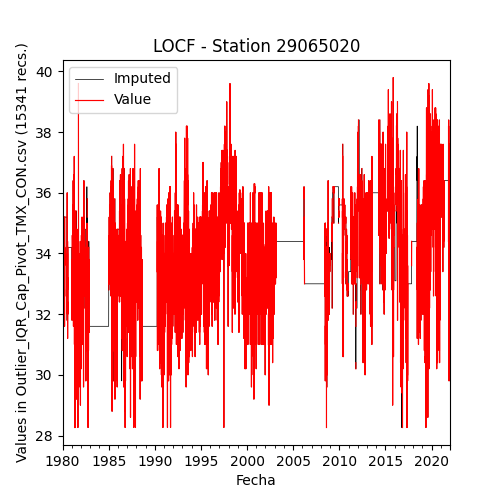 LOCF - Station 29065020
Values in Outlier_IQR_Cap_Pivot_TMX_CON.csv (15341 recs.)
Imputed
Value
40
38
36
34
32
30
28
1980 1985 1990 1995 2000 2005 2010 2015 2020
Fecha